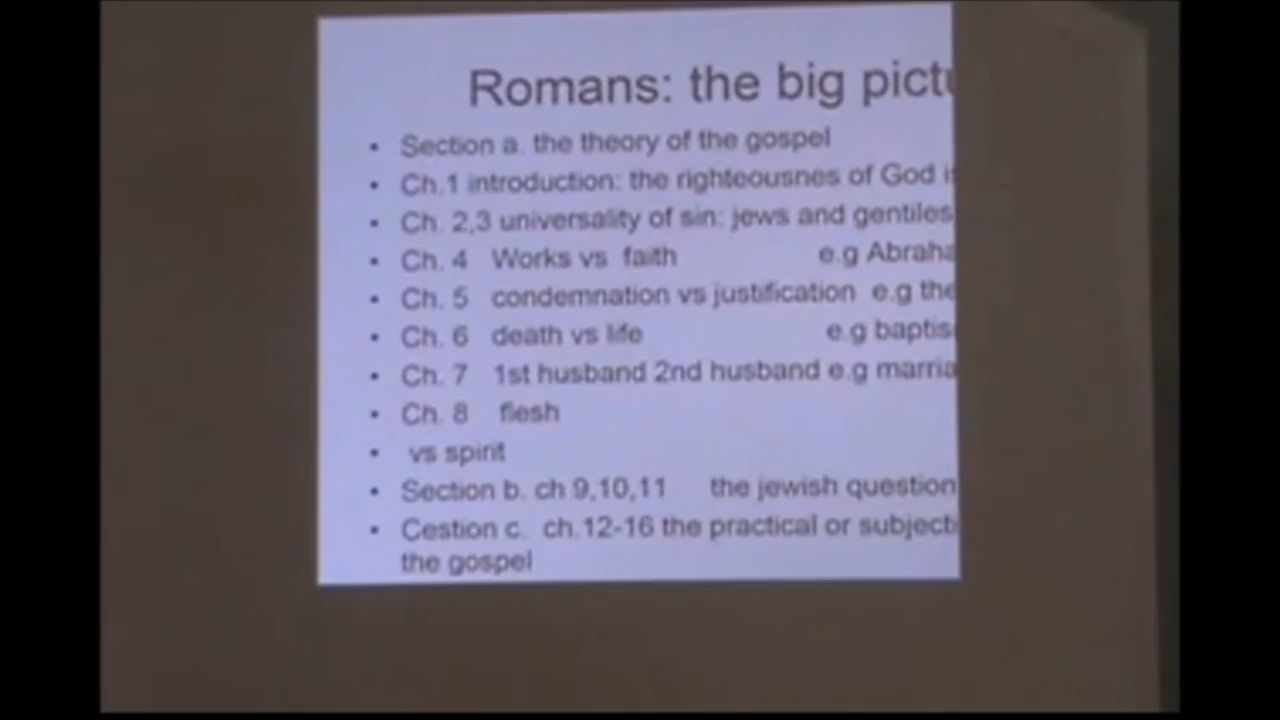 Romans: the big pictu
• Section a. the theory of the gospel
• Ch.1 introduction: the righteousnes of God is
• Ch. 2,3 universality of sin: jews and gentiles
• Ch. 4 Works vs faith e.g Abraha
• Ch. 5 condemnation vs justification e.g the
• Ch. 6 death vs life e.g baptis
• Ch. 7 1st husband 2nd husband e.g marria
• Ch. 8 flesh
• vs spirit
• Section b. ch 9,10,11 the jewish question
• Cestion c. ch.12-16 the practical or subject
the gospel